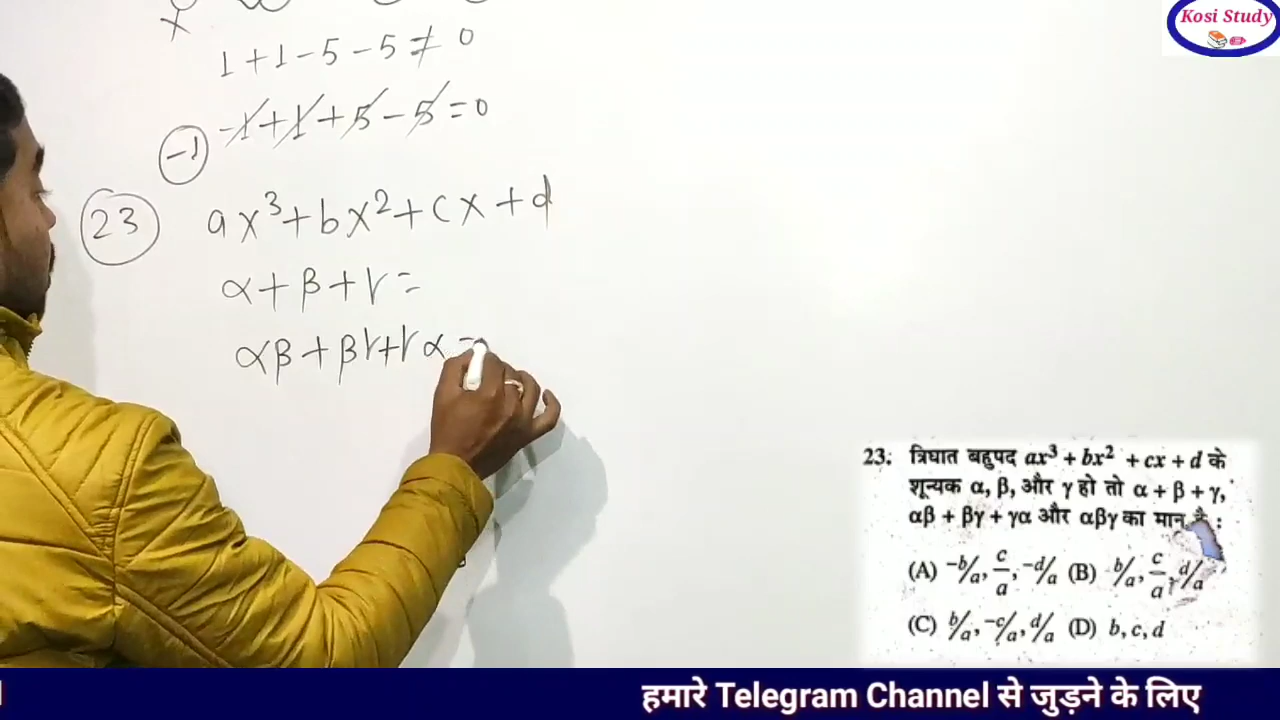 Kosi Study
x
1+1-5-5≠0
-1+1+5-5=0
-1
23 ax³+bx²+cx+d
α+β+γ=
αβ+βγ+γα=
23. त्रिघात बहुपद ax³ + bx² + cx + d के
शून्यक α, β, और γ हो तो α + β + γ,
αβ + βγ + γα और αβγ का मान है :
(A) -b/a, c/a, -d/a (B) b/a, c/a, d/a
(C) b/a, -c/a, d/a (D) b, c, d
हमारे Telegram Channel से जुड़ने के लिए